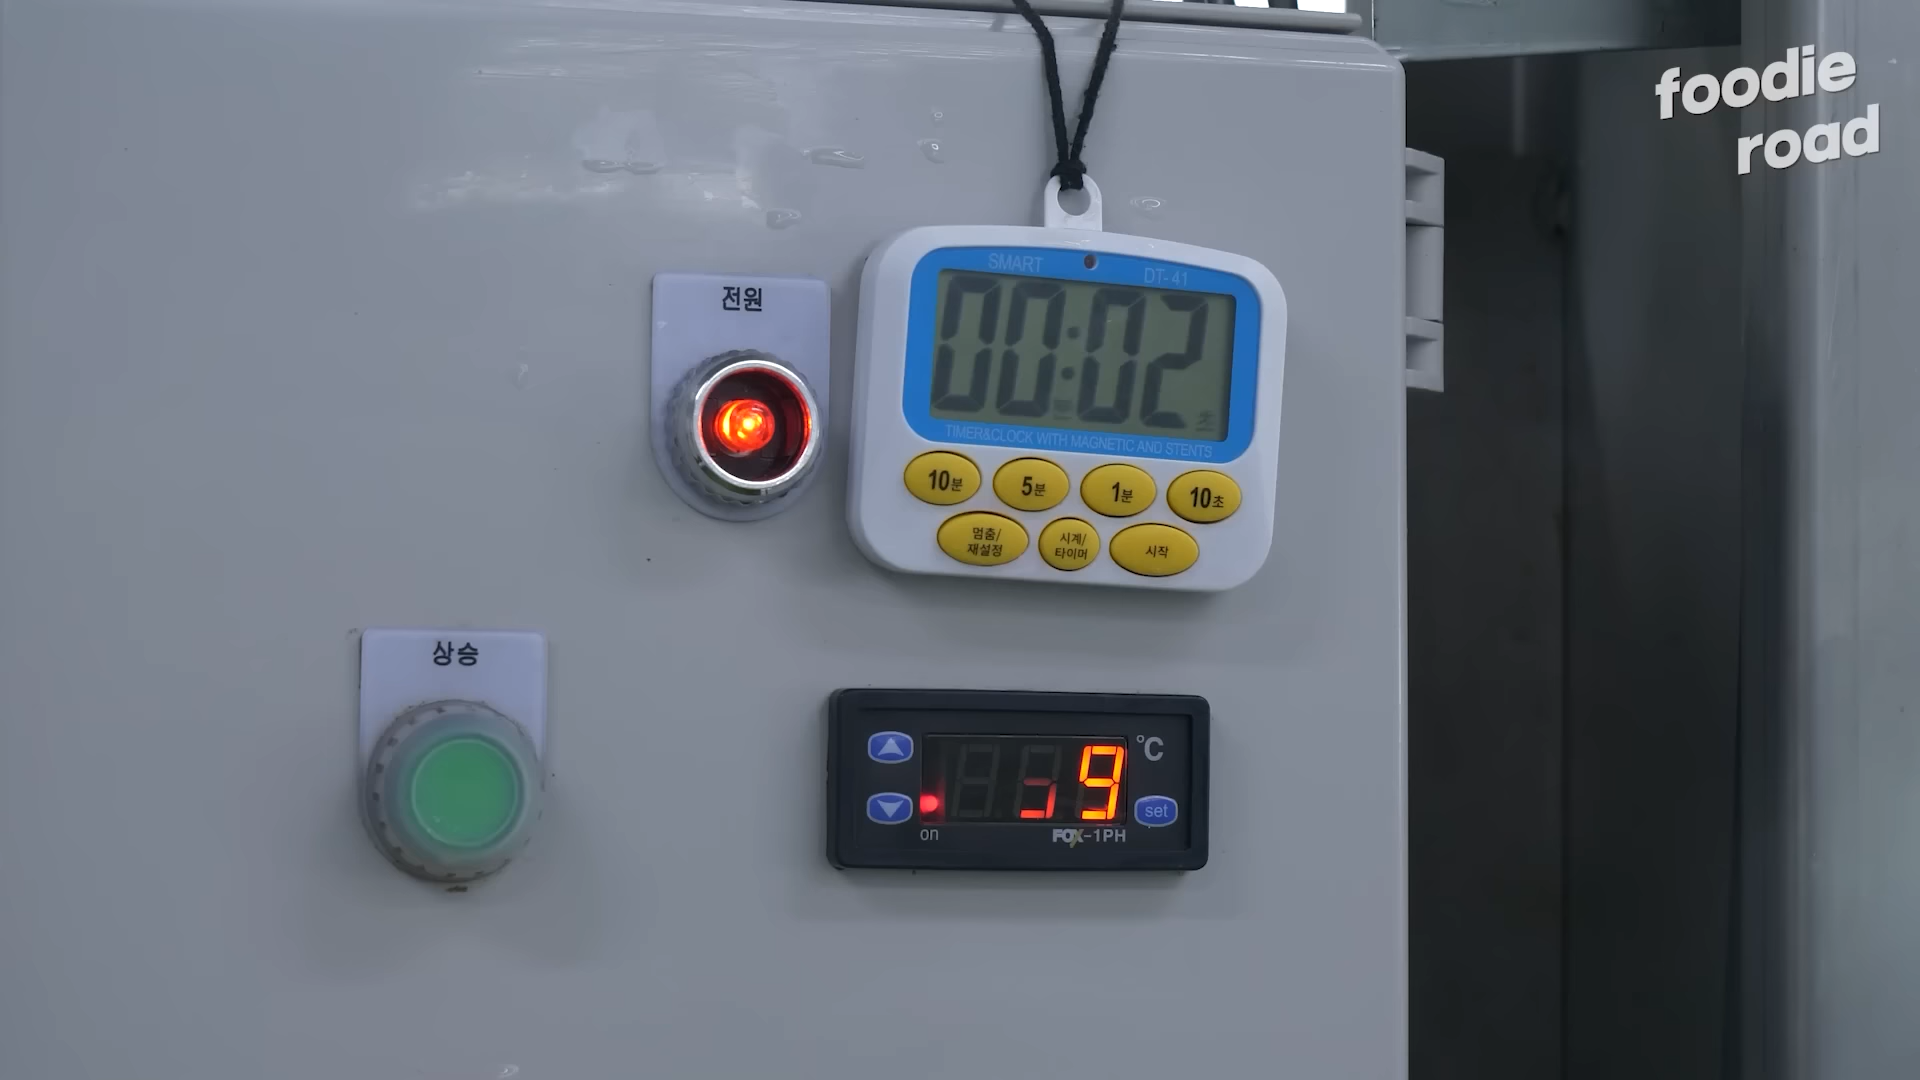 foodie
road
전원
SMART DT-41
00:02
초
TIMER&CLOCK WITH MAGNETIC AND STENTS
10분 5분 1분 10초
멈춤/
재설정
시계/
타이머
시작
상승
9
°C
set
on
FOX-1PH